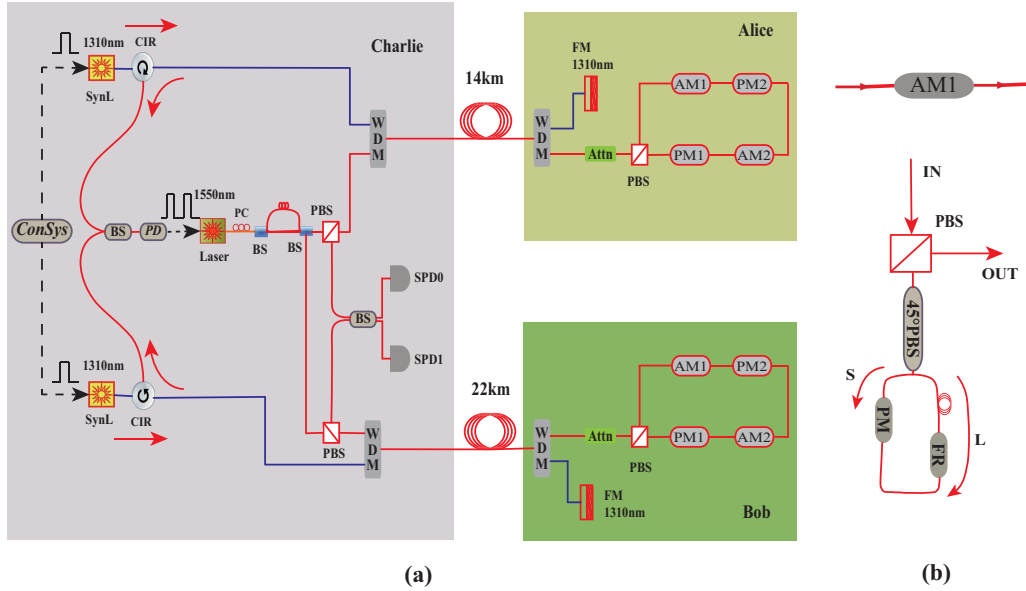 Charlie
1310nm
CIR
SynL
W
D
M
14km
1550nm
PC
PBS
ConSys
BS
PD
Laser
BS
BS
SPD0
BS
SPD1
1310nm
SynL
CIR
PBS
W
D
M
22km
Alice
FM
1310nm
W
D
M
AM1
PM2
Attn
PBS
PM1
AM2
AM1
PM2
W
D
M
Attn
PBS
PM1
AM2
FM
1310nm
Bob
(a)
AM1
IN
PBS
OUT
45°PBS
S
PM
FR
L
(b)